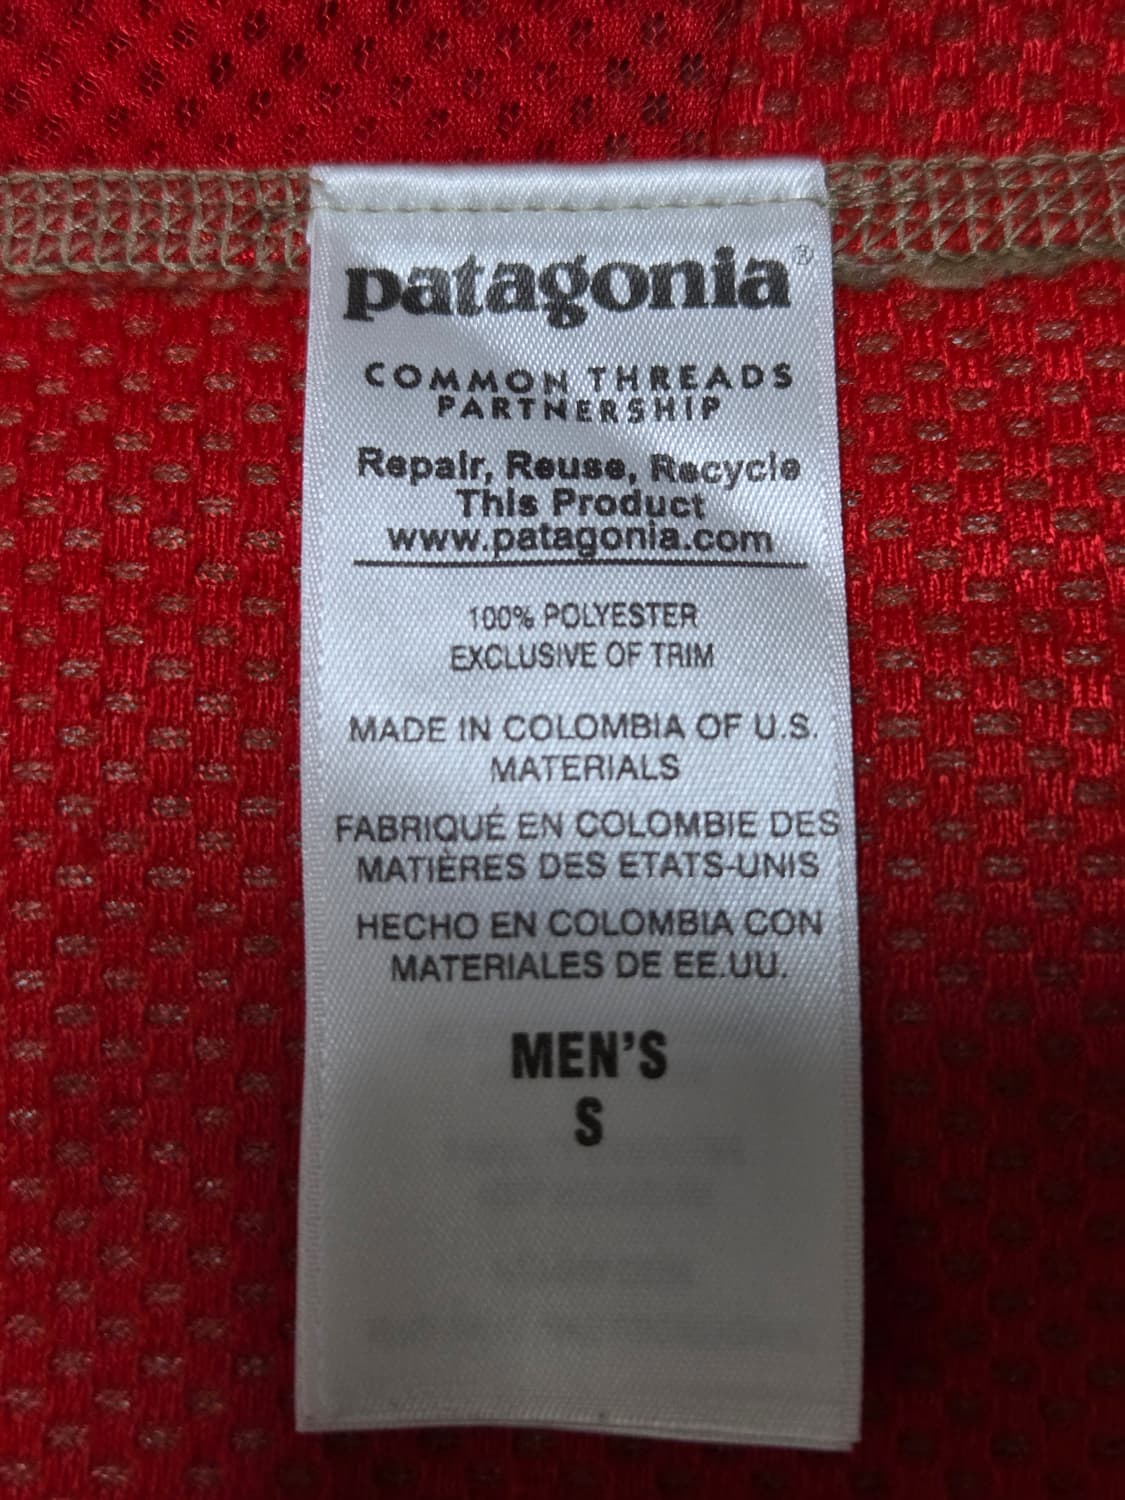 patagonia®
COMMON THREADS
PARTNERSHIP
Repair, Reuse, Recycle
This Product
www.patagonia.com
100% POLYESTER
EXCLUSIVE OF TRIM
MADE IN COLOMBIA OF U.S.
MATERIALS
FABRIQUÉ EN COLOMBIE DES
MATIÈRES DES ETATS-UNIS
HECHO EN COLOMBIA CON
MATERIALES DE EE.UU.
MEN'S
S